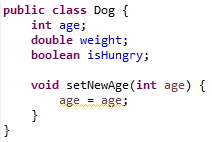 public class Dog {
    int age;
    double weight;
    boolean isHungry;

    void setNewAge(int age) {
        age = age;
    }
}